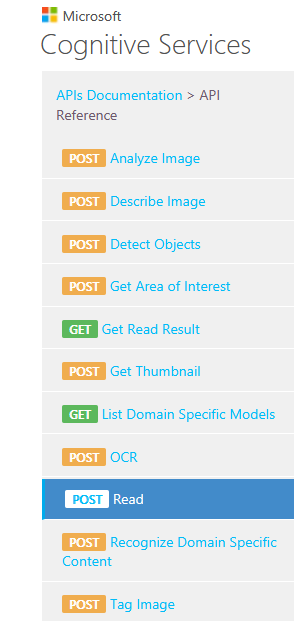 Microsoft
Cognitive Services
APIs Documentation > API
Reference
POST Analyze Image
POST Describe Image
POST Detect Objects
POST Get Area of Interest
GET Get Read Result
POST Get Thumbnail
GET List Domain Specific Models
POST OCR
POST Read
POST Recognize Domain Specific
Content
POST Tag Image